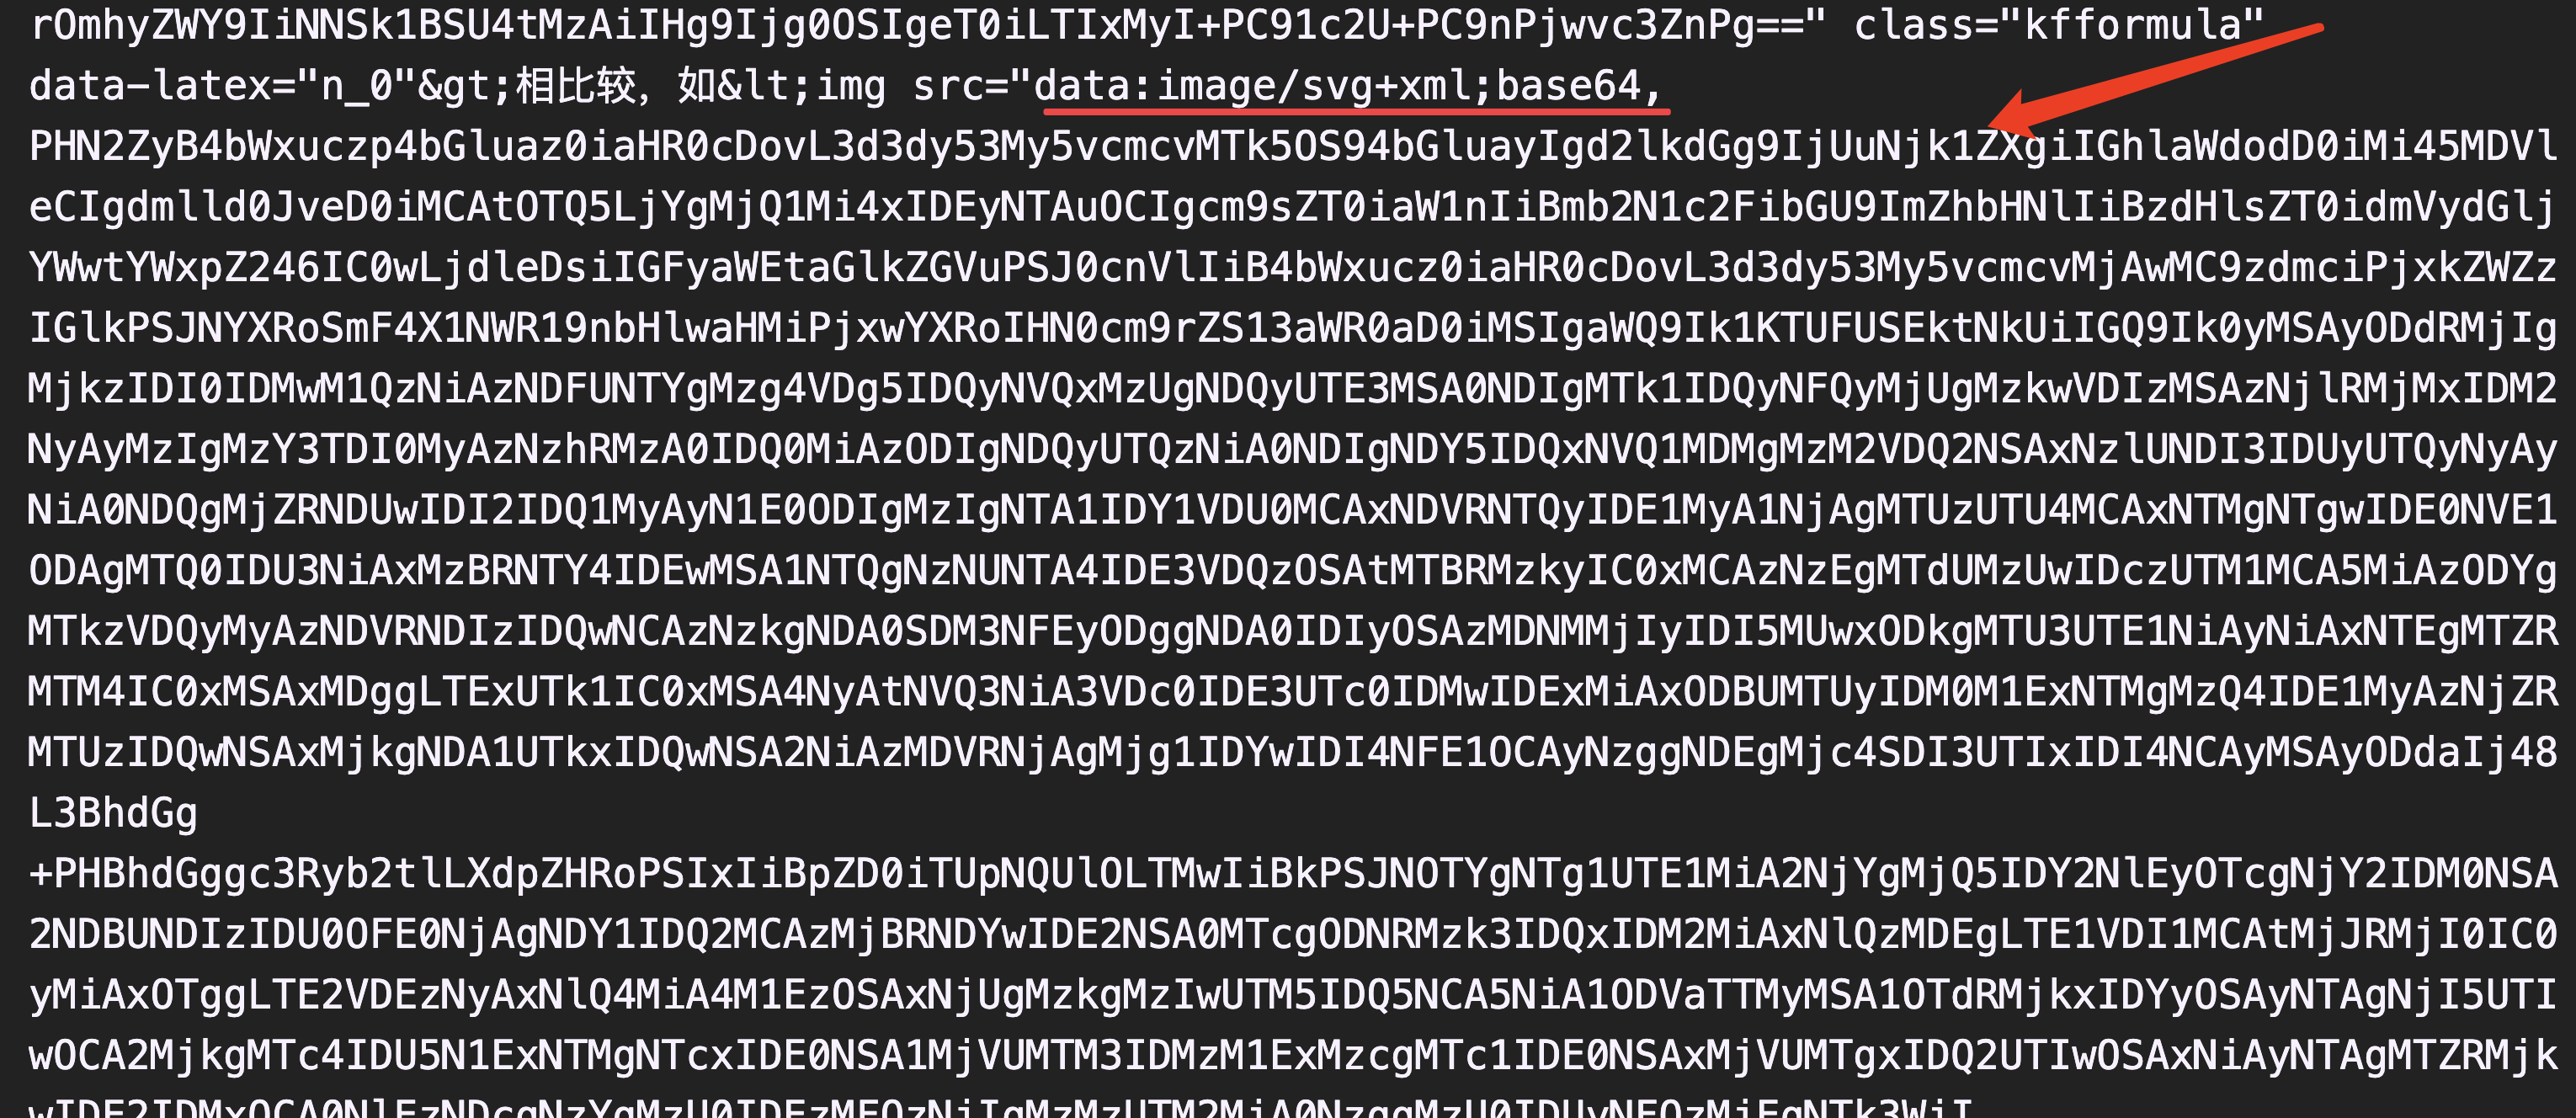 rOmhyZWY9IiNNSk1BSU4tMzAiIHg9Ijg0OSIgeT0iLTIxMyI+PC91c2U+PC9nPjwvc3ZnPg==" class="kfformula"
data-latex="n_0"&gt;相比较，如&lt;img src="data:image/svg+xml;base64,
PHN2ZyB4bWxuczp4bGluaz0iaHR0cDovL3d3dy53My5vcmcvMTk5OS94bGluayIgd2lkdGg9IjUuNjk1ZXgiIGhlaWdodD0iMi45MDVl
eCIgdmlld0JveD0iMCAtOTQ5LjYgMjQ1Mi4xIDEyNTAuOCIgcm9sZT0iaW1nIiBmb2N1c2FibGU9ImZhbHNlIiBzdHlsZT0idmVydGlj
YWwtYWxpZ246IC0wLjdleDsiIGFyaWEtaGlkZGVuPSJ0cnVlIiB4bWxucz0iaHR0cDovL3d3dy53My5vcmcvMjAwMC9zdmciPjxkZWZz
IGlkPSJNYXRoSmF4X1NWR19nbHlwaHMiPjxwYXRoIHN0cm9rZS13aWR0aD0iMSIgaWQ9Ik1KTUFUSEktNkUiIGQ9Ik0yMSAyODdRMjIg
MjkzIDI0IDMwM1QzNiAzNDFUNTYgMzg4VDg5IDQyNVQxMzUgNDQyUTE3MSA0NDIgMTk1IDQyNFQyMjUgMzkwVDIzMSAzNjlRMjMxIDM2
NyAyMzIgMzY3TDI0MyAzNzhRMzA0IDQ0MiAzODIgNDQyUTQzNiA0NDIgNDY5IDQxNVQ1MDMgMzM2VDQ2NSAxNzlUNDI3IDUyUTQyNyAy
NiA0NDQgMjZRNDUwIDI2IDQ1MyAyN1E0ODIgMzIgNTA1IDY1VDU0MCAxNDVRNTQyIDE1MyA1NjAgMTUzUTU4MCAxNTMgNTgwIDE0NVE1
ODAgMTQ0IDU3NiAxMzBRNTY4IDEwMSA1NTQgNzNUNTA4IDE3VDQzOSAtMTBRMzkyIC0xMCAzNzEgMTdUMzUwIDczUTM1MCA5MiAzODYg
MTkzVDQyMyAzNDVRNDIzIDQwNCAzNzkgNDA0SDM3NFEyODggNDA0IDIyOSAzMDNMMjIyIDI5MUwxODkgMTU3UTE1NiAyNiAxNTEgMTZR
MTM4IC0xMSAxMDggLTExUTk1IC0xMSA4NyAtNVQ3NiA3VDc0IDE3UTc0IDMwIDExMiAxODBUMTUyIDM0M1ExNTMgMzQ4IDE1MyAzNjZR
MTUzIDQwNSAxMjkgNDA1UTkxIDQwNSA2NiAzMDVRNjAgMjg1IDYwIDI4NFE1OCAyNzggNDEgMjc4SDI3UTIxIDI4NCAyMSAyODdaIj48
L3BhdGg
+PHBhdGggc3Ryb2tlLXdpZHRoPSIxIiBpZD0iTUpNQUlOLTMwIiBkPSJNOTYgNTg1UTE1MiA2NjYgMjQ5IDY2NlEyOTcgNjY2IDM0NSA
2NDBUNDIzIDU0OFE0NjAgNDY1IDQ2MCAzMjBRNDYwIDE2NSA0MTcgODNRMzk3IDQxIDM2MiAxNlQzMDEgLTE1VDI1MCAtMjJRMjI0IC0
yMiAxOTggLTE2VDEzNyAxNlQ4MiA4M1EzOSAxNjUgMzkgMzIwUTM5IDQ5NCA5NiA1ODVaTTMyMSA1OTdRMjkxIDYyOSAyNTAgNjI5UTI
wOCA2MjkgMTc4IDU5N1ExNTMgNTcxIDE0NSA1MjVUMTM3IDMzM1ExMzcgMTc1IDE0NSAxMjVUMTgxIDQ2UTIwOSAxNiAyNTAgMTZRMjk
wIDE2IDMxOCA0NlEzNDcgNzYgMzU0IDEzMFQzNjIgMzMzUTM2MiA0NzggMzU0IDUyNFQzMjEgNTk3WiI